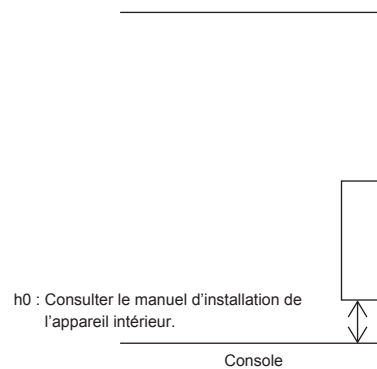 h0 : Consulter le manuel d’installation de
l’appareil intérieur.
Console